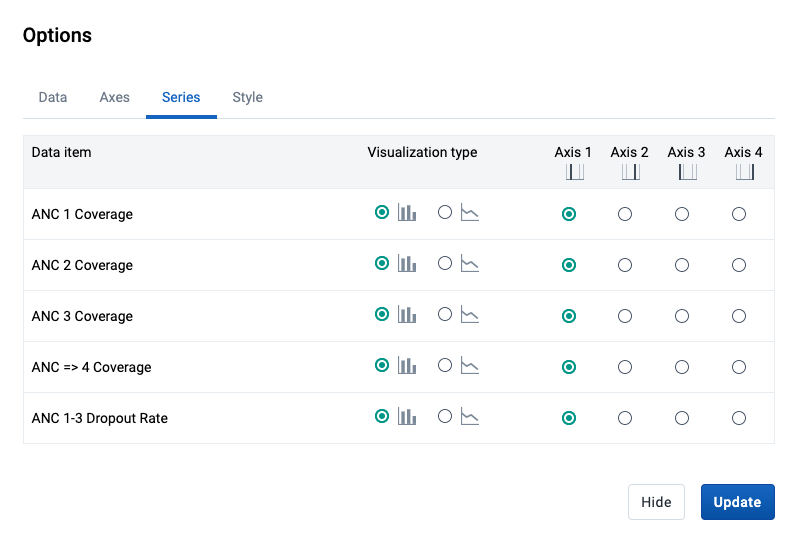 Options
Data Axes Series Style
Data item Visualization type Axis 1 Axis 2 Axis 3 Axis 4
ANC 1 Coverage
ANC 2 Coverage
ANC 3 Coverage
ANC => 4 Coverage
ANC 1-3 Dropout Rate
Hide Update